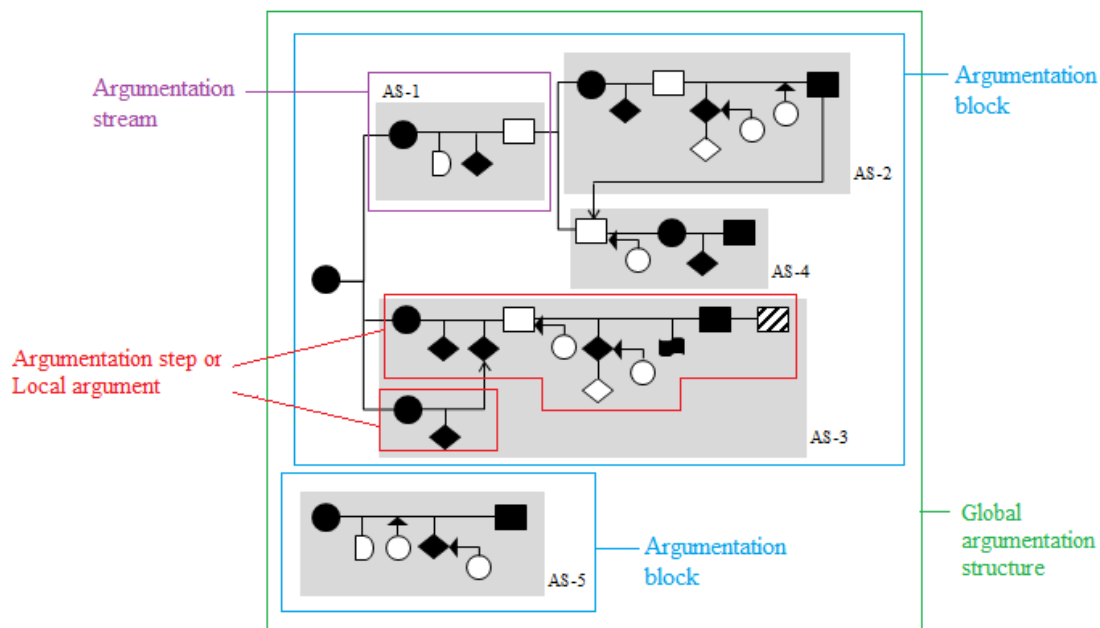 Argumentation
stream
AS-1
Argumentation
block
AS-2
AS-4
Argumentation step or
Local argument
AS-3
Global
argumentation
structure
Argumentation
block
AS-5